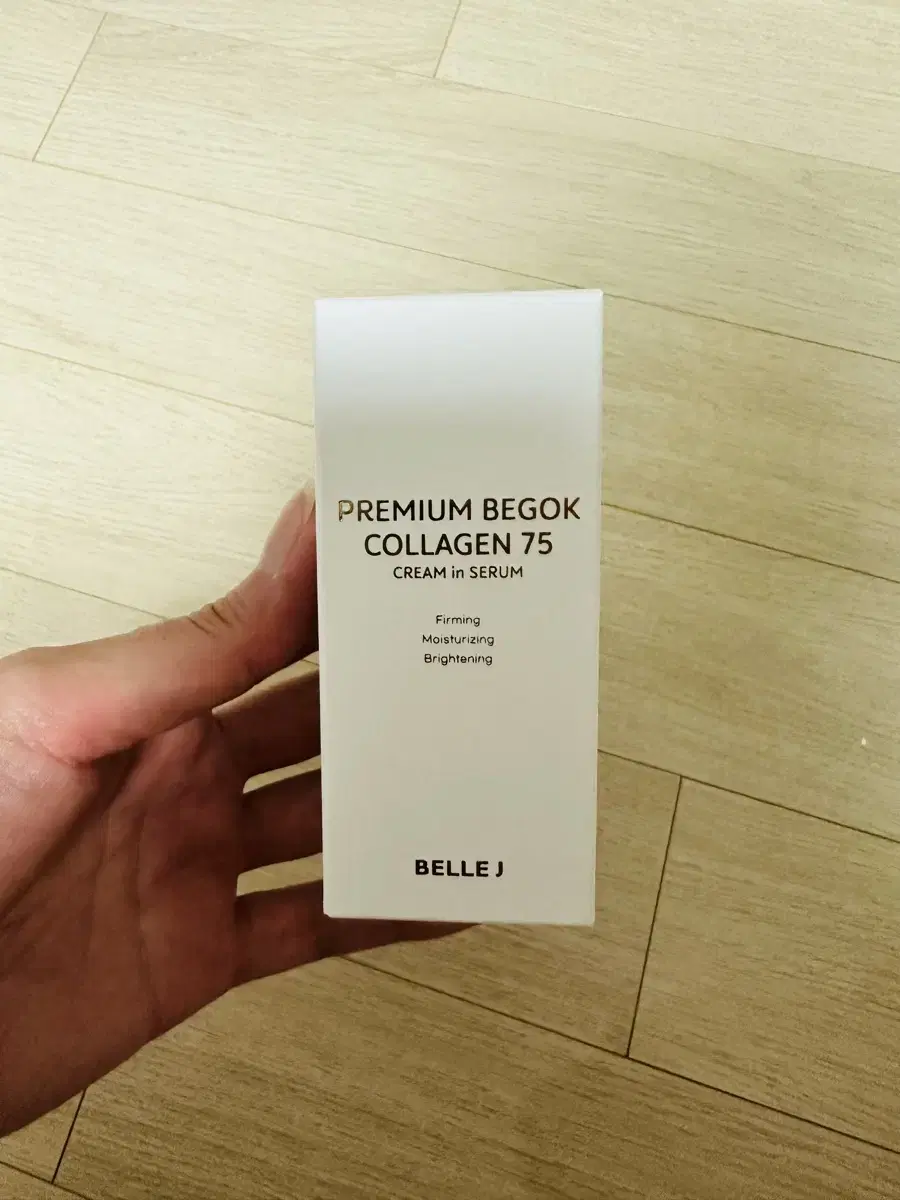 PREMIUM BEGOK
COLLAGEN 75
CREAM in SERUM
Firming
Moisturizing
Brightening
BELLE J